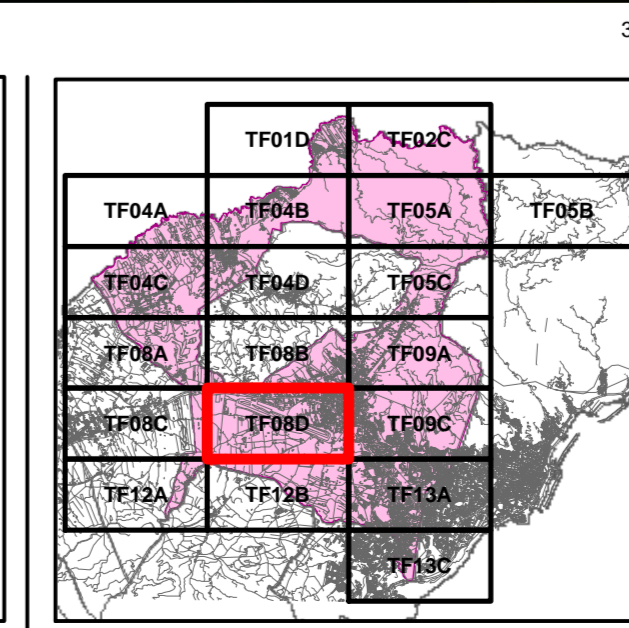 3
TF01D TF02C
TF04A TF04B TF05A TF05B
TF04C TF04D TF05C
TF08A TF08B TF09A
TF08C TF08D TF09C
TF12A TF12B TF13A
TF13C